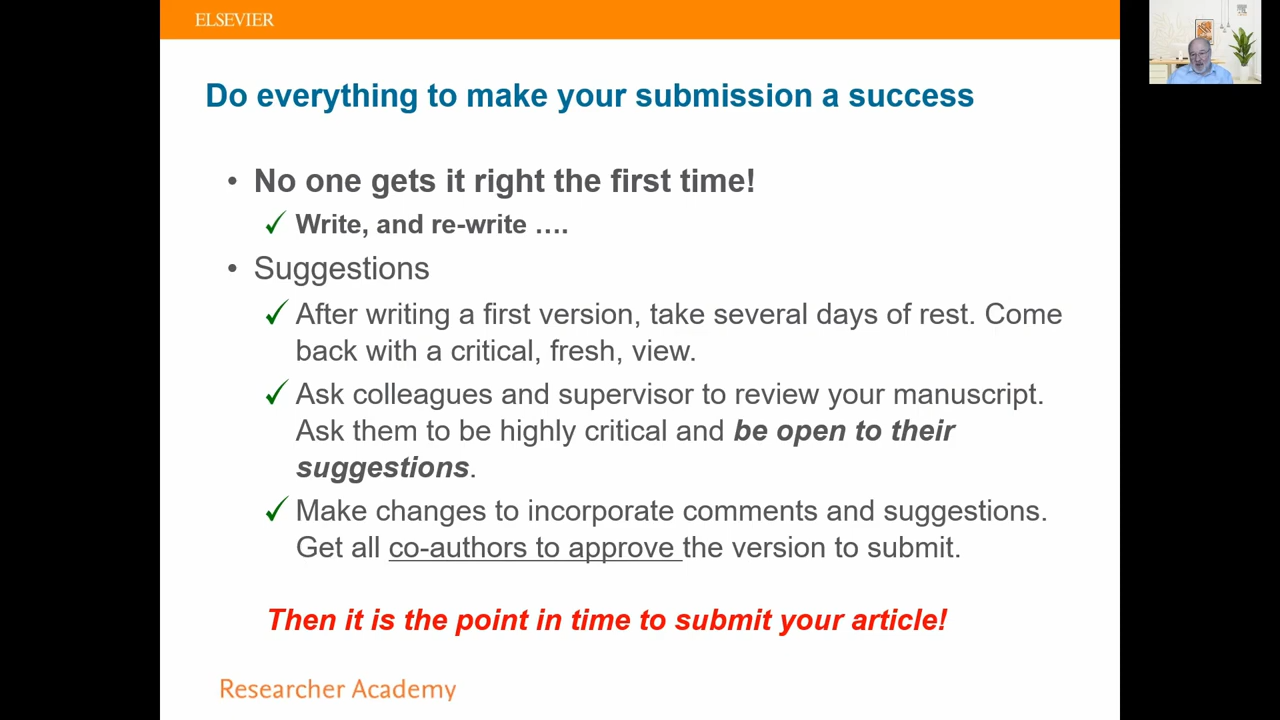 ELSEVIER
Do everything to make your submission a success
• No one gets it right the first time!
✓ Write, and re-write ….
• Suggestions
✓ After writing a first version, take several days of rest. Come
back with a critical, fresh, view.
✓ Ask colleagues and supervisor to review your manuscript.
Ask them to be highly critical and be open to their
suggestions.
✓ Make changes to incorporate comments and suggestions.
Get all co-authors to approve the version to submit.
Then it is the point in time to submit your article!
Researcher Academy